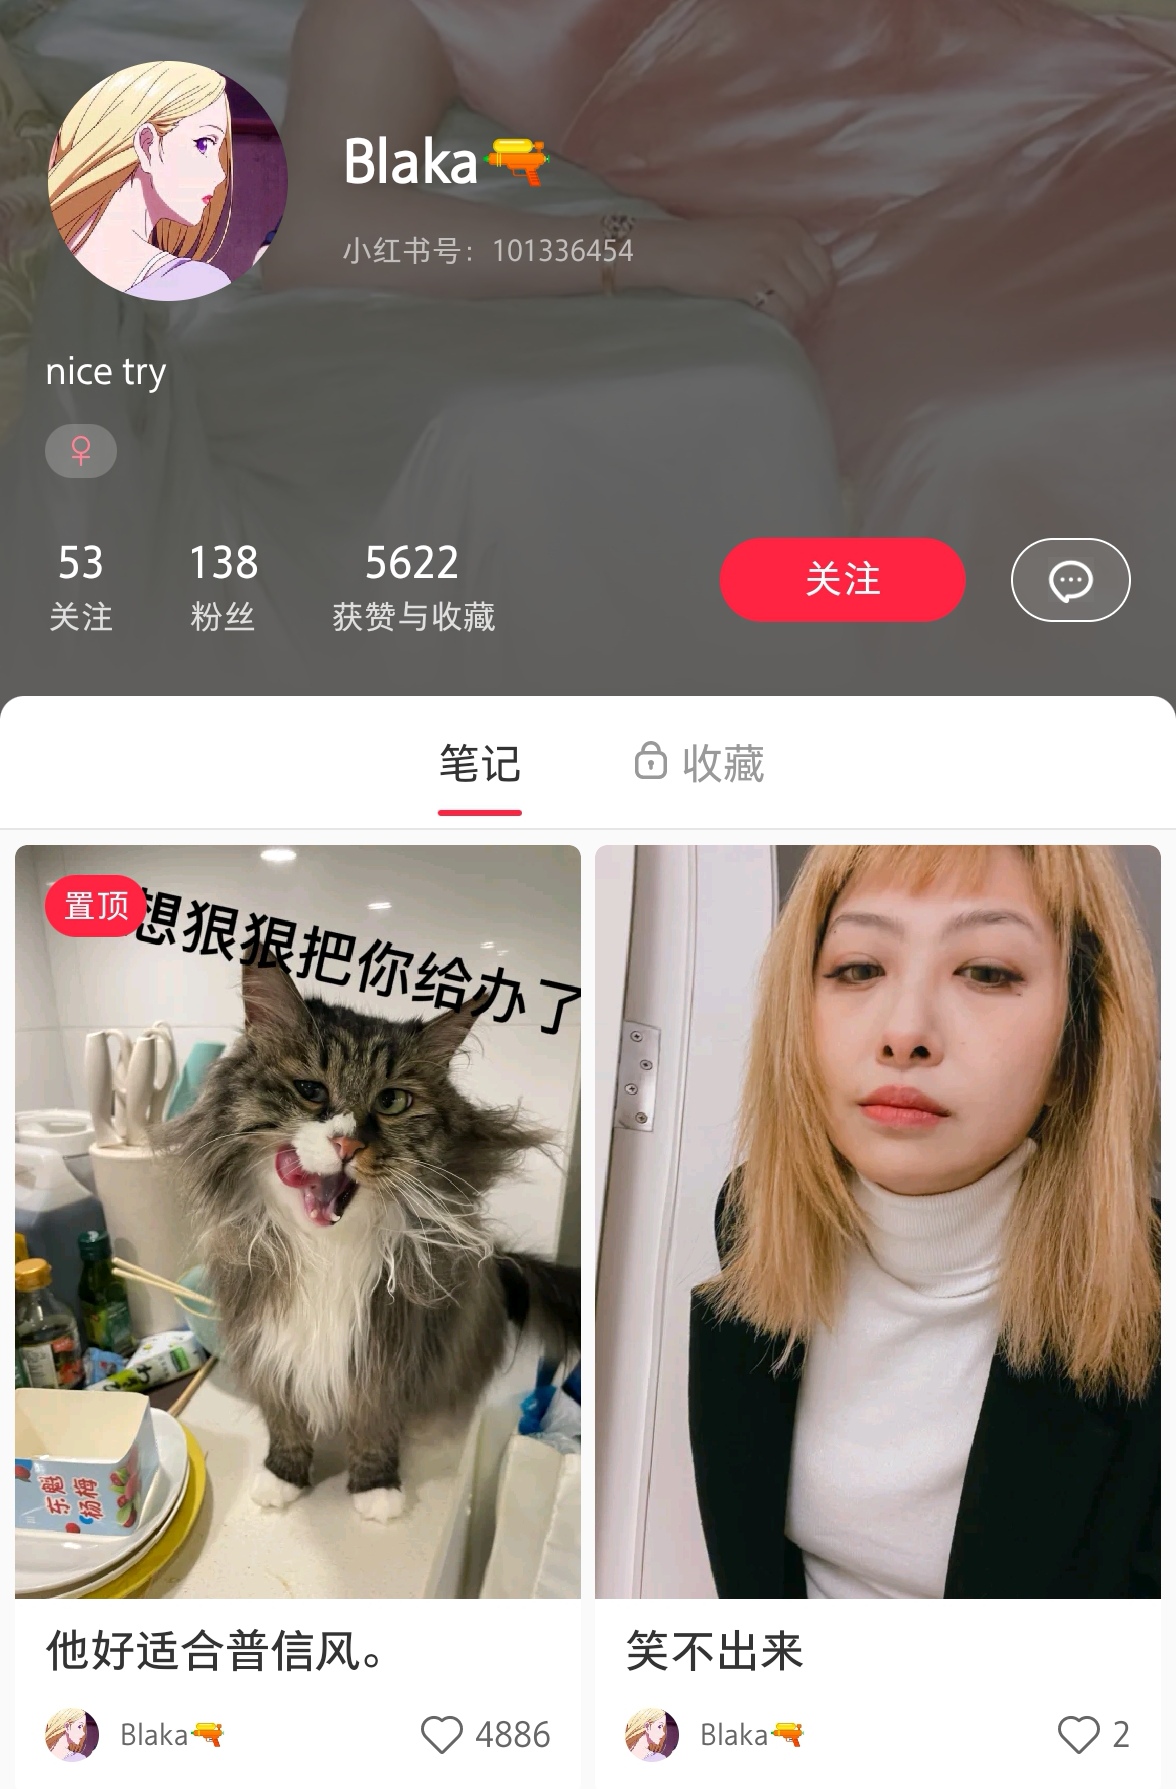 Blaka
小红书号：101336454
nice try
53
关注
138
粉丝
5622
获赞与收藏
关注
笔记
收藏
置顶
想狠狠把你给办了
魁东
杨梅
他好适合普信风。
Blaka
4886
笑不出来
Blaka
2